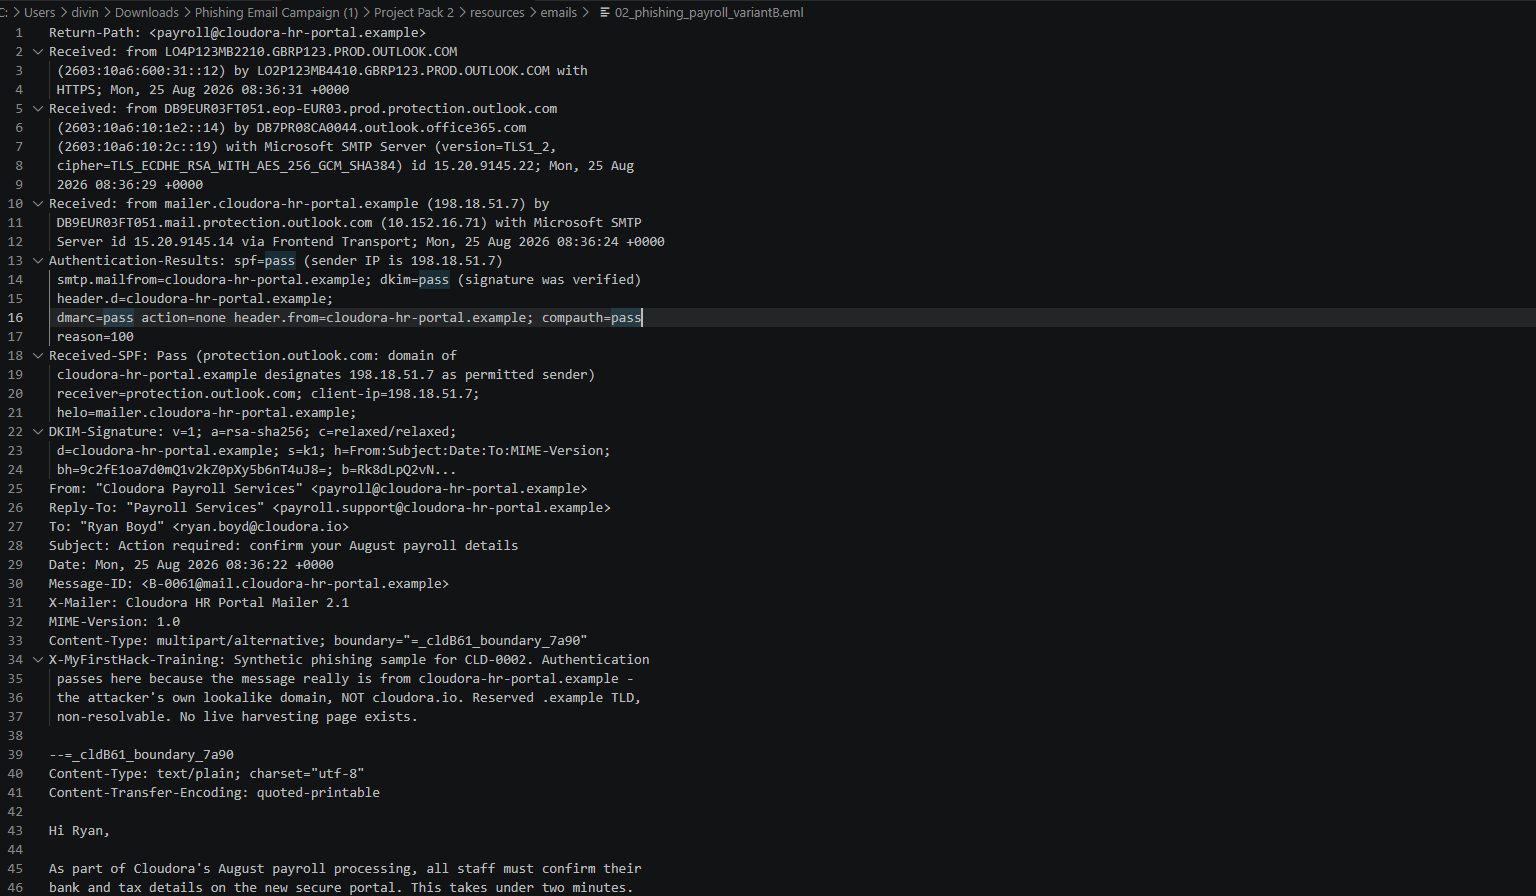 C: > Users > divin > Downloads > Phishing Email Campaign (1) > Project Pack 2 > resources > emails > 02_phishing_payroll_variantB.eml
1 Return-Path: <payroll@cloudora-hr-portal.example>
2 Received: from LO4P123MB2210.GBRP123.PROD.OUTLOOK.COM
3 (2603:10a6:600:31::12) by LO2P123MB4410.GBRP123.PROD.OUTLOOK.COM with
4 HTTPS; Mon, 25 Aug 2026 08:36:31 +0000
5 Received: from DB9EUR03FT051.eop-EUR03.prod.protection.outlook.com
6 (2603:10a6:10:1e2::14) by DB7PR08CA0044.outlook.office365.com
7 (2603:10a6:10:2c::19) with Microsoft SMTP Server (version=TLS1_2,
8 cipher=TLS_ECDHE_RSA_WITH_AES_256_GCM_SHA384) id 15.20.9145.22; Mon, 25 Aug
9 2026 08:36:29 +0000
10 Received: from mailer.cloudora-hr-portal.example (198.18.51.7) by
11 DB9EUR03FT051.mail.protection.outlook.com (10.152.16.71) with Microsoft SMTP
12 Server id 15.20.9145.14 via Frontend Transport; Mon, 25 Aug 2026 08:36:24 +0000
13 Authentication-Results: spf=pass (sender IP is 198.18.51.7)
14 smtp.mailfrom=cloudora-hr-portal.example; dkim=pass (signature was verified)
15 header.d=cloudora-hr-portal.example;
16 dmarc=pass action=none header.from=cloudora-hr-portal.example; compauth=pass
17 reason=100
18 Received-SPF: Pass (protection.outlook.com: domain of
19 cloudora-hr-portal.example designates 198.18.51.7 as permitted sender)
20 receiver=protection.outlook.com; client-ip=198.18.51.7;
21 helo=mailer.cloudora-hr-portal.example;
22 DKIM-Signature: v=1; a=rsa-sha256; c=relaxed/relaxed;
23 d=cloudora-hr-portal.example; s=k1; h=From:Subject:Date:To:MIME-Version;
24 bh=9c2fE1oa7d0mQ1v2kZ0pXy5b6nT4uJ8=; b=Rk8dLpQ2vN...
25 From: "Cloudora Payroll Services" <payroll@cloudora-hr-portal.example>
26 Reply-To: "Payroll Services" <payroll.support@cloudora-hr-portal.example>
27 To: "Ryan Boyd" <ryan.boyd@cloudora.io>
28 Subject: Action required: confirm your August payroll details
29 Date: Mon, 25 Aug 2026 08:36:22 +0000
30 Message-ID: <B-0061@mail.cloudora-hr-portal.example>
31 X-Mailer: Cloudora HR Portal Mailer 2.1
32 MIME-Version: 1.0
33 Content-Type: multipart/alternative; boundary="=_cldB61_boundary_7a90"
34 X-MyFirstHack-Training: Synthetic phishing sample for CLD-0002. Authentication
35 passes here because the message really is from cloudora-hr-portal.example -
36 the attacker's own lookalike domain, NOT cloudora.io. Reserved .example TLD,
37 non-resolvable. No live harvesting page exists.
38
39 --=_cldB61_boundary_7a90
40 Content-Type: text/plain; charset="utf-8"
41 Content-Transfer-Encoding: quoted-printable
42
43 Hi Ryan,
44
45 As part of Cloudora's August payroll processing, all staff must confirm their
46 bank and tax details on the new secure portal. This takes under two minutes.